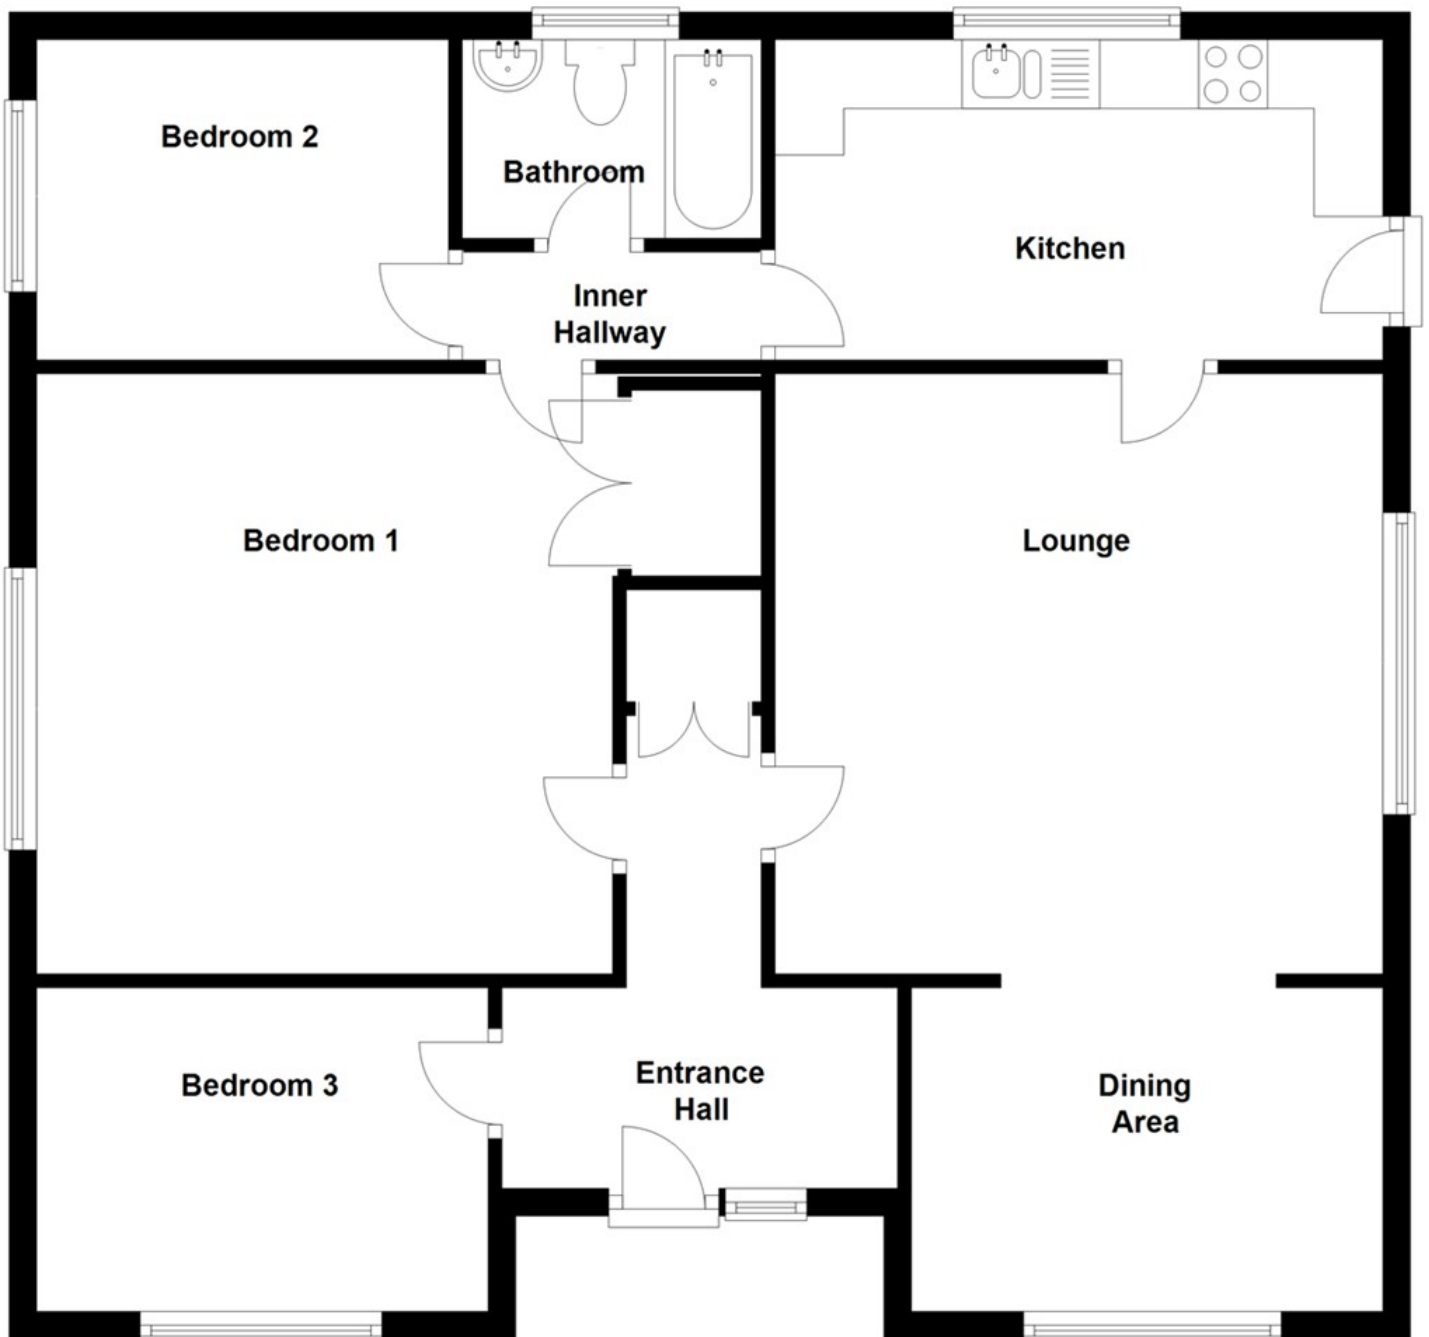 Bedroom 2
Bathroom
Kitchen
Inner
Hallway
Bedroom 1
Lounge
Bedroom 3
Entrance
Hall
Dining
Area